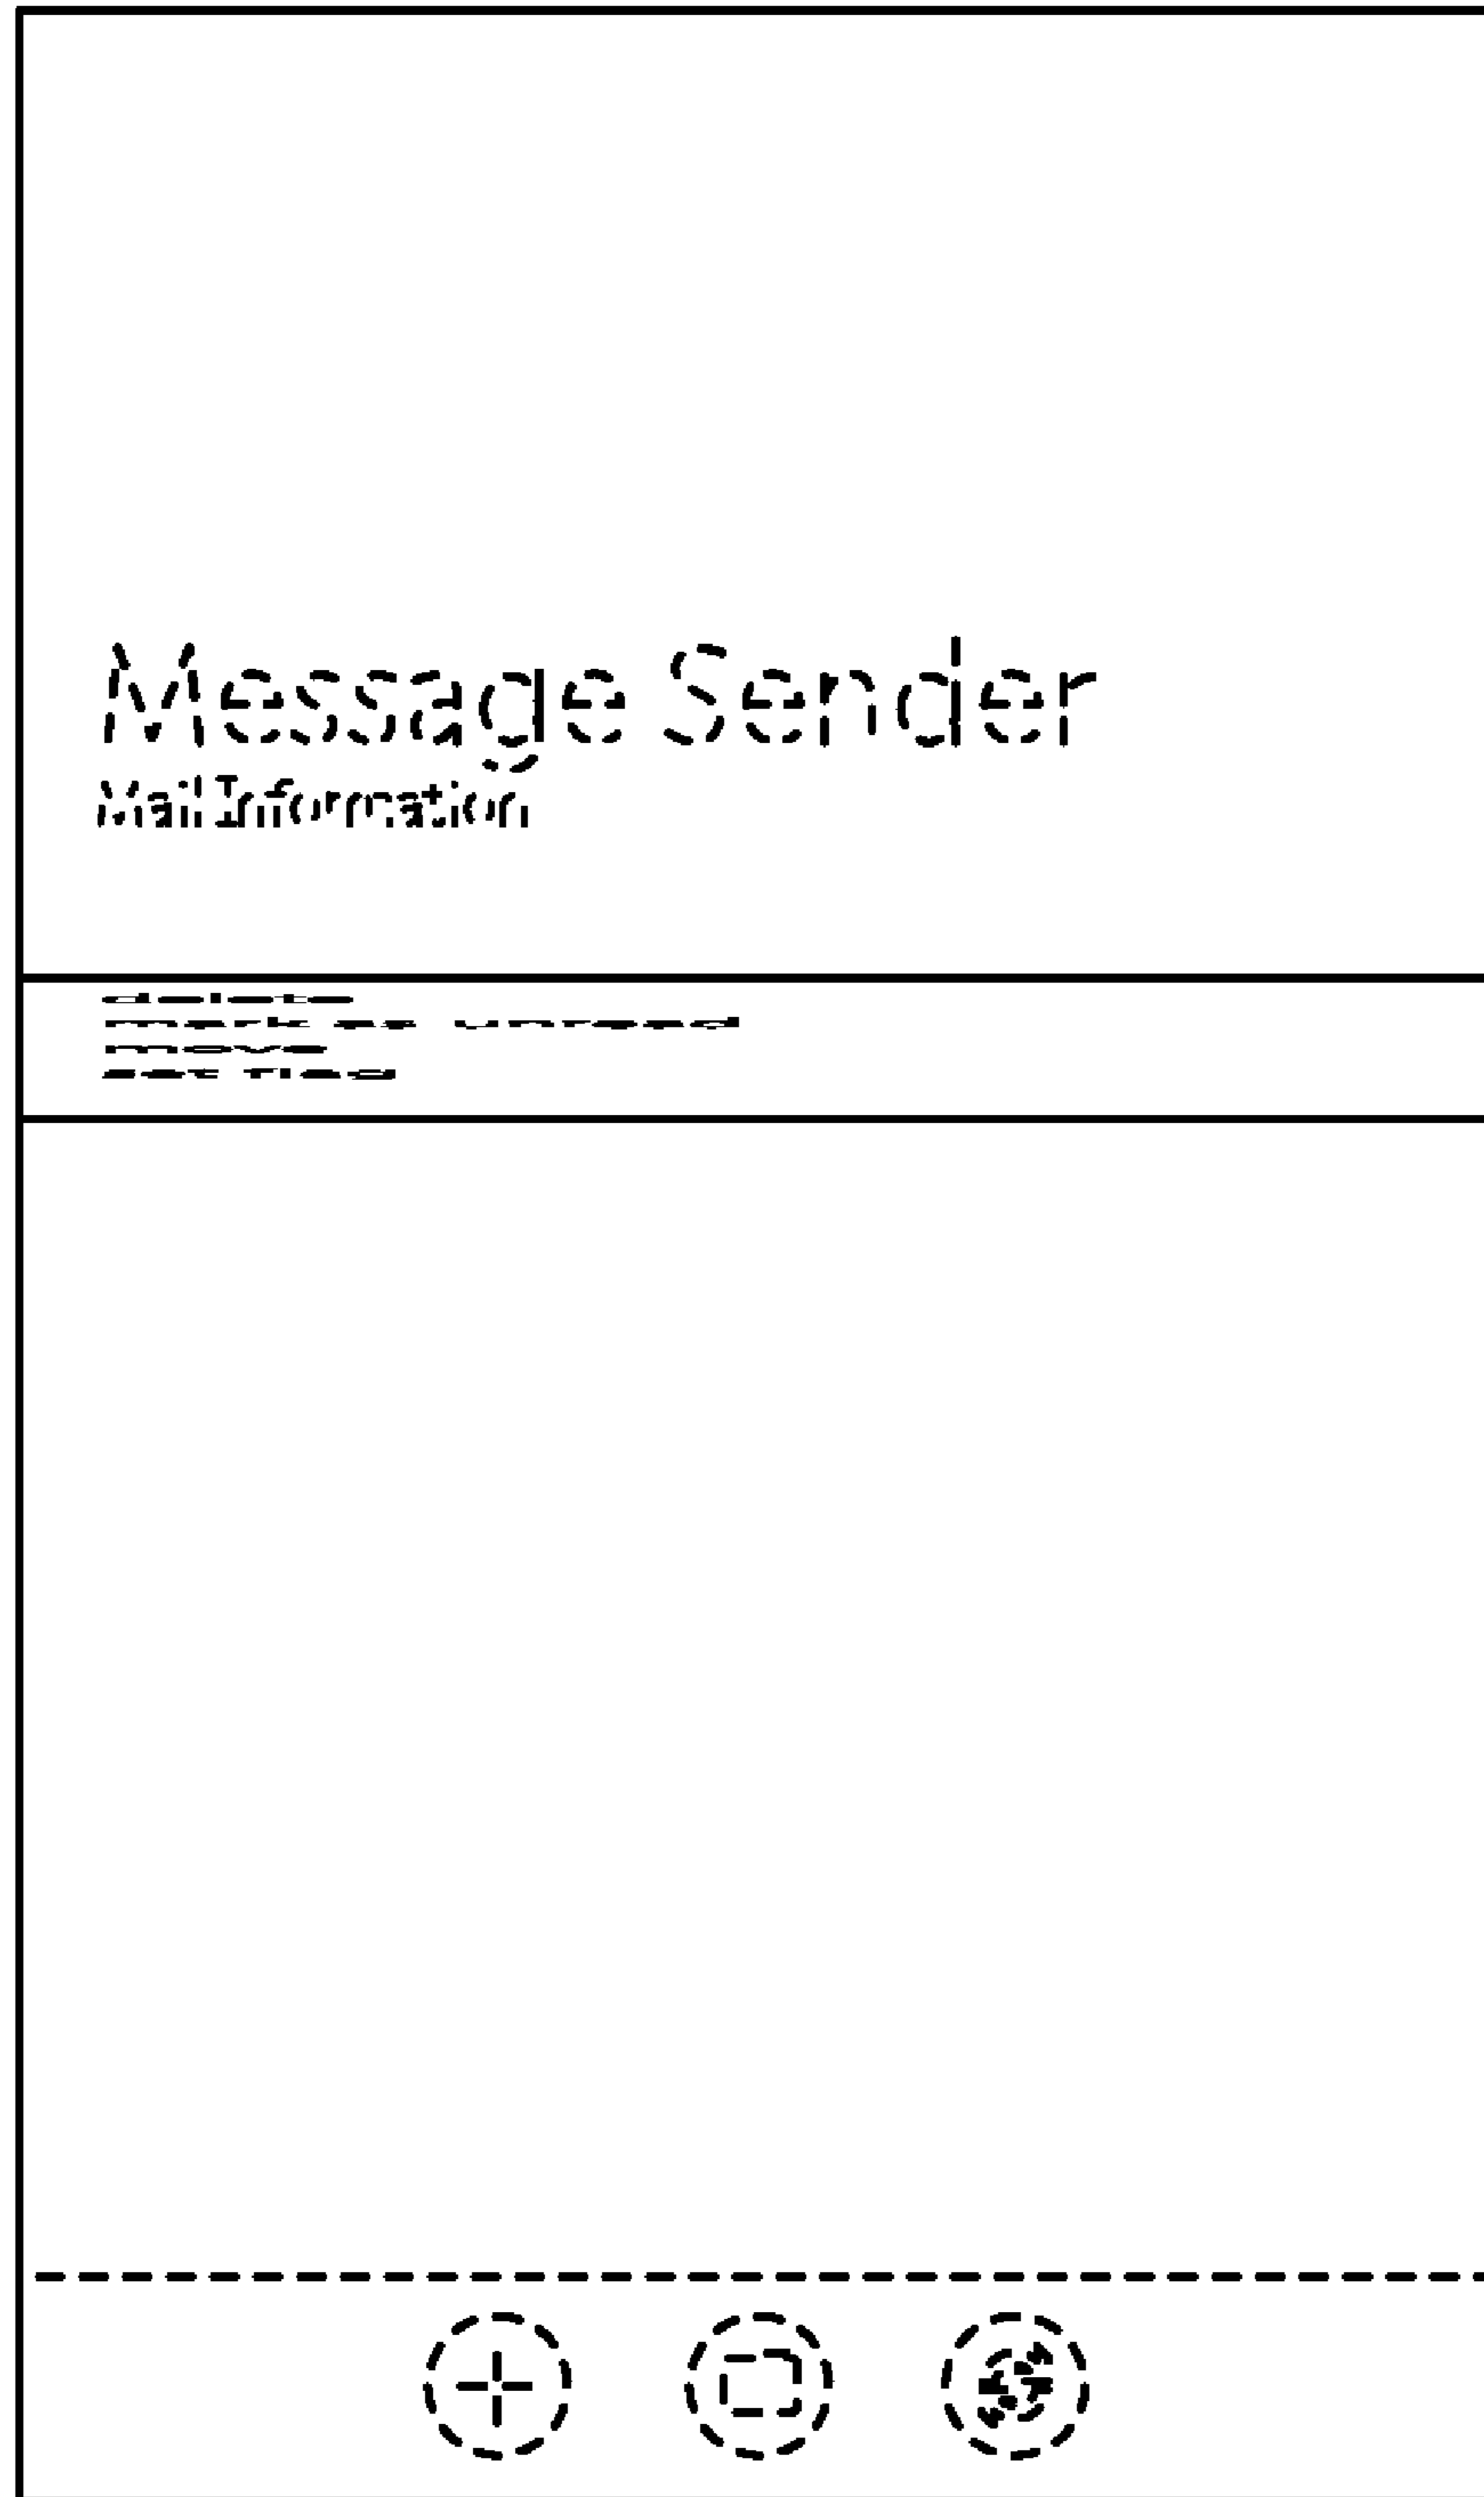 Message Sender
Mail Information
delete
mark as unread
move
set flag